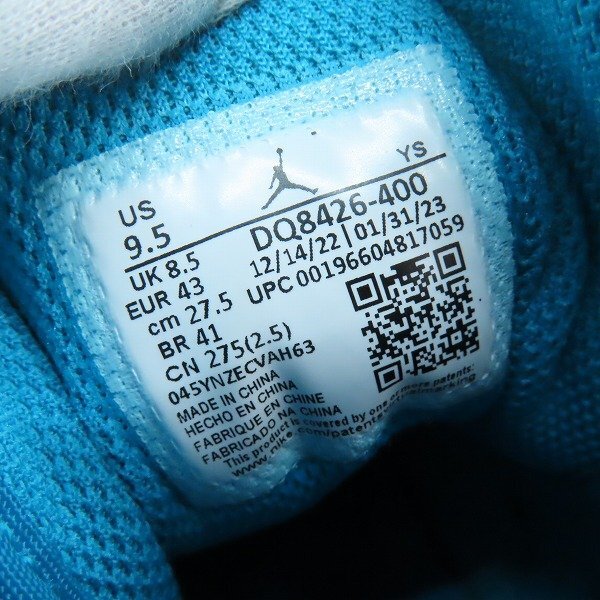 US
9.5
UK 8.5
EUR 43
cm 27.5
BR 41
CN 275(2.5)
045YNZECVAH63
MADE IN CHINA
HECHO EN CHINA
FABRIQUE EN CHINE
FABRICADO NA CHINA
This product is covered by one or more
www.nike.com/patents
YS
DQ8426-400
12/14/22 | 01/31/23
UPC 00196604817059